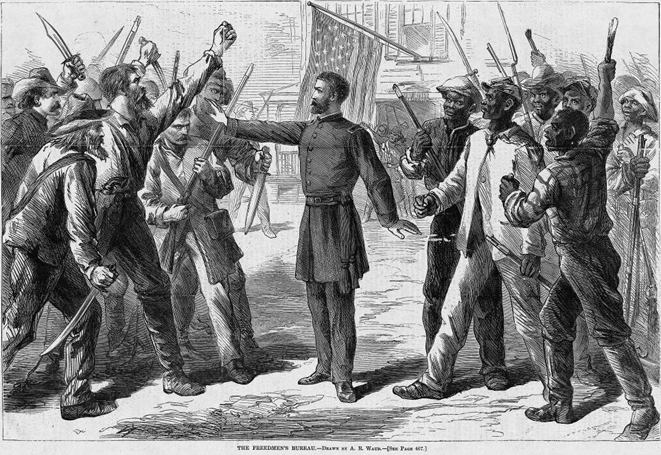 THE FREEDMEN'S BUREAU.—Drawn by A. R. Waud.—[See Page 467.]